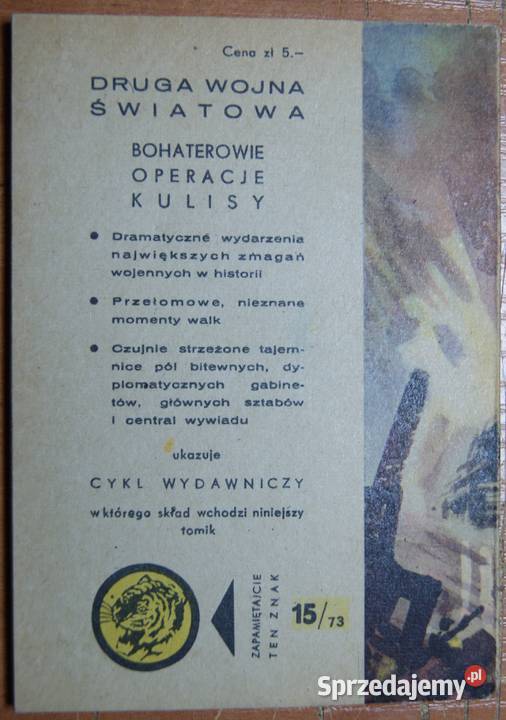 Cena zł 5.—
DRUGA WOJNA
ŚWIATOWA
BOHATEROWIE
OPERACJE
KULISY
● Dramatyczne wydarzenia
największych zmagań
wojennych w historii
● Przełomowe, nieznane
momenty walk
● Czujnie strzeżone tajem-
nice pól bitewnych, dy-
plomatycznych gabine-
tów, głównych sztabów
i central wywiadu
ukazuje
CYKL WYDAWNICZY
w którego skład wchodzi niniejszy
tomik
ZAPAMIĘTAJCIE
TEN ZNAK
15/73
Sprzedajemy.pl